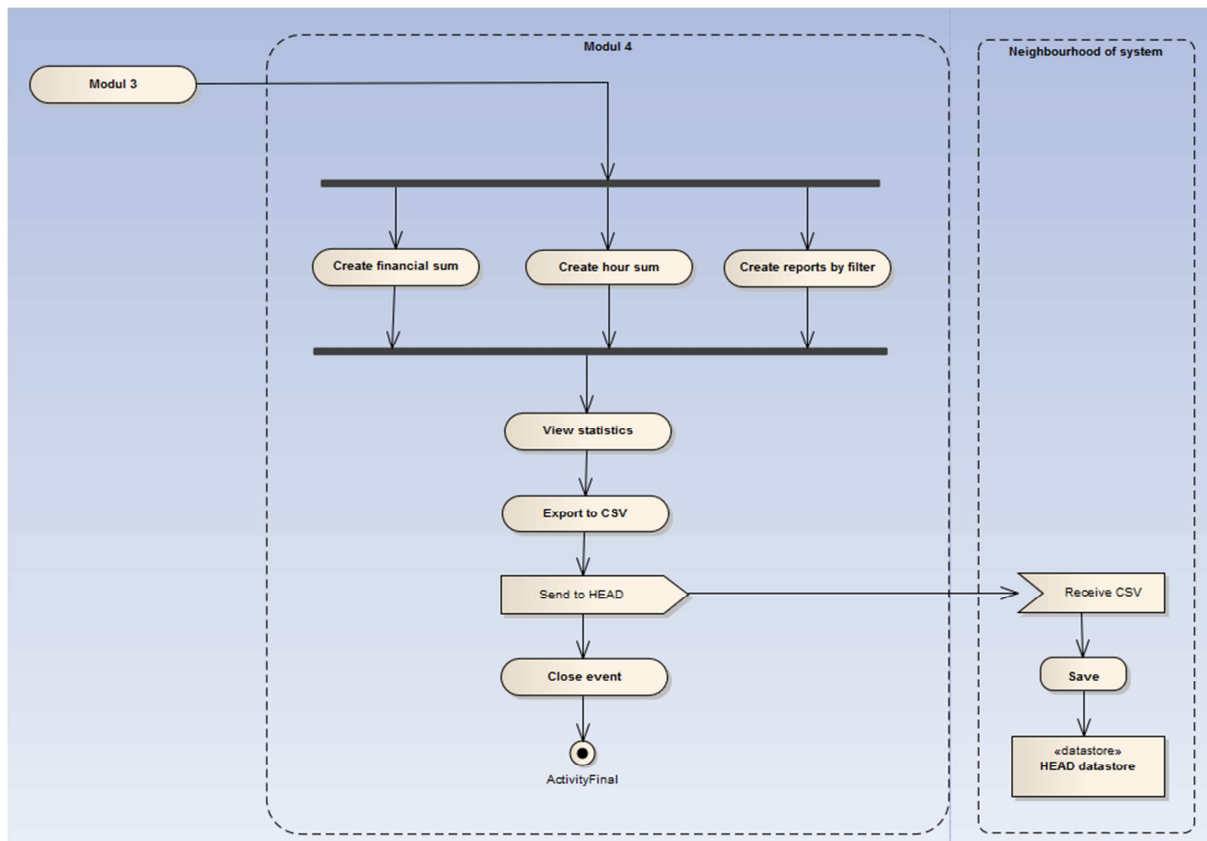 Modul 4
Neighbourhood of system
Modul 3
Create financial sum
Create hour sum
Create reports by filter
View statistics
Export to CSV
Send to HEAD
Receive CSV
Close event
Save
«datastore»
HEAD datastore
ActivityFinal